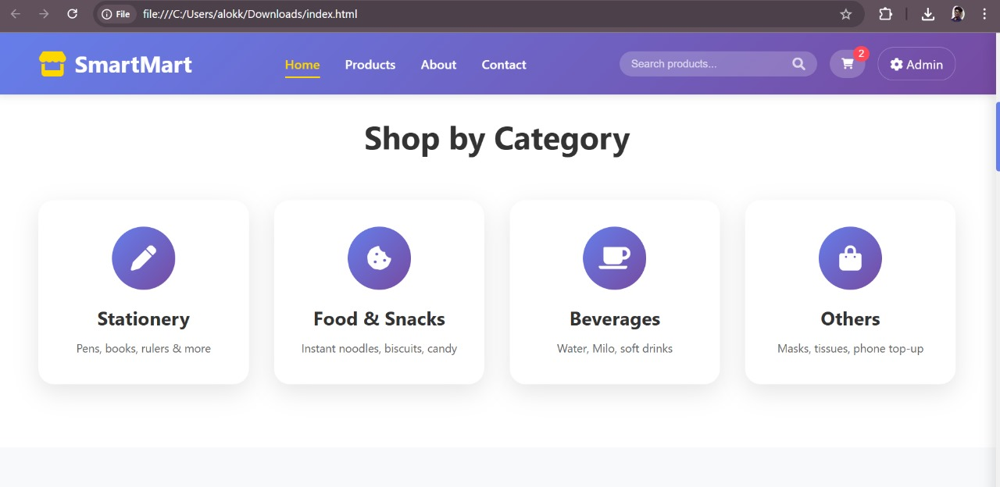 File file:///C:/Users/alokk/Downloads/index.html
SmartMart Home Products About Contact Search products... 2 Admin
Shop by Category
Stationery Food & Snacks Beverages Others
Pens, books, rulers & more Instant noodles, biscuits, candy Water, Milo, soft drinks Masks, tissues, phone top-up